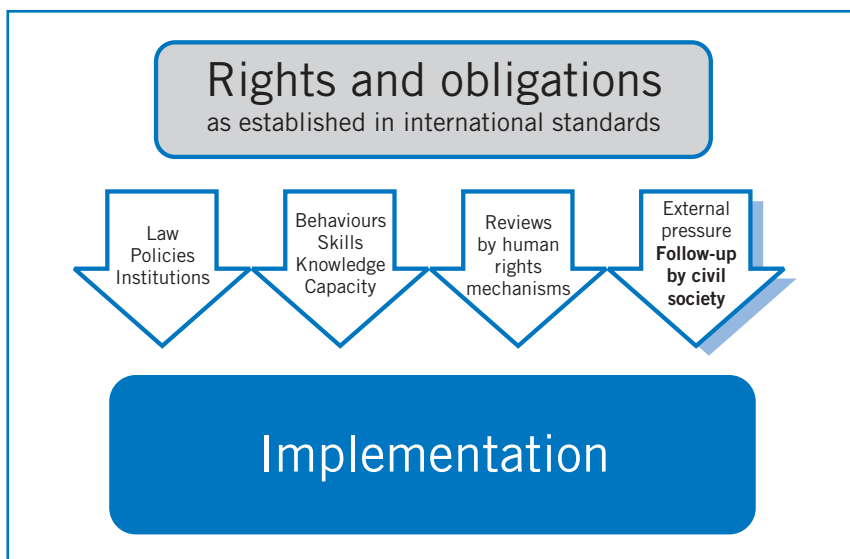 Rights and obligations
as established in international standards
Law
Policies
Institutions
Behaviours
Skills
Knowledge
Capacity
Reviews
by human
rights
mechanisms
External
pressure
Follow-up
by civil
society
Implementation